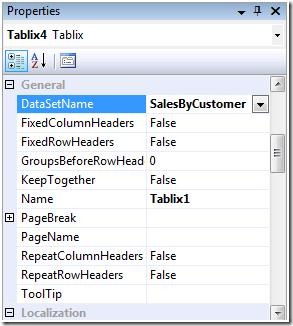 Properties
Tablix4 Tablix
General
DataSetName SalesByCustomer
FixedColumnHeaders False
FixedRowHeaders False
GroupsBeforeRowHead 0
KeepTogether False
Name Tablix1
PageBreak
PageName
RepeatColumnHeaders False
RepeatRowHeaders False
ToolTip
Localization